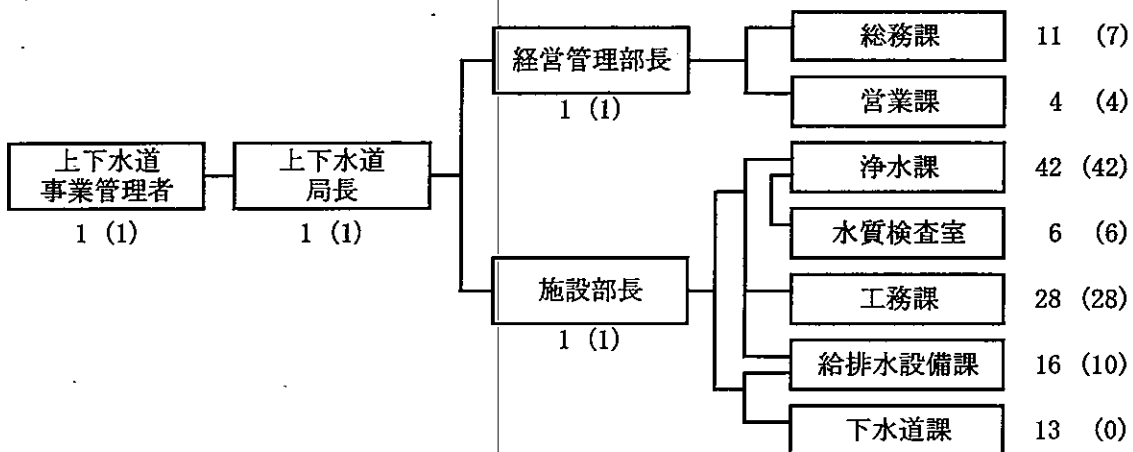 総務課 11 (7)
経営管理部長
1 (1)
営業課 4 (4)
上下水道
事業管理者
1 (1)
上下水道
局長
1 (1)
浄水課 42 (42)
水質検査室 6 (6)
施設部長
1 (1)
工務課 28 (28)
給排水設備課 16 (10)
下水道課 13 (0)